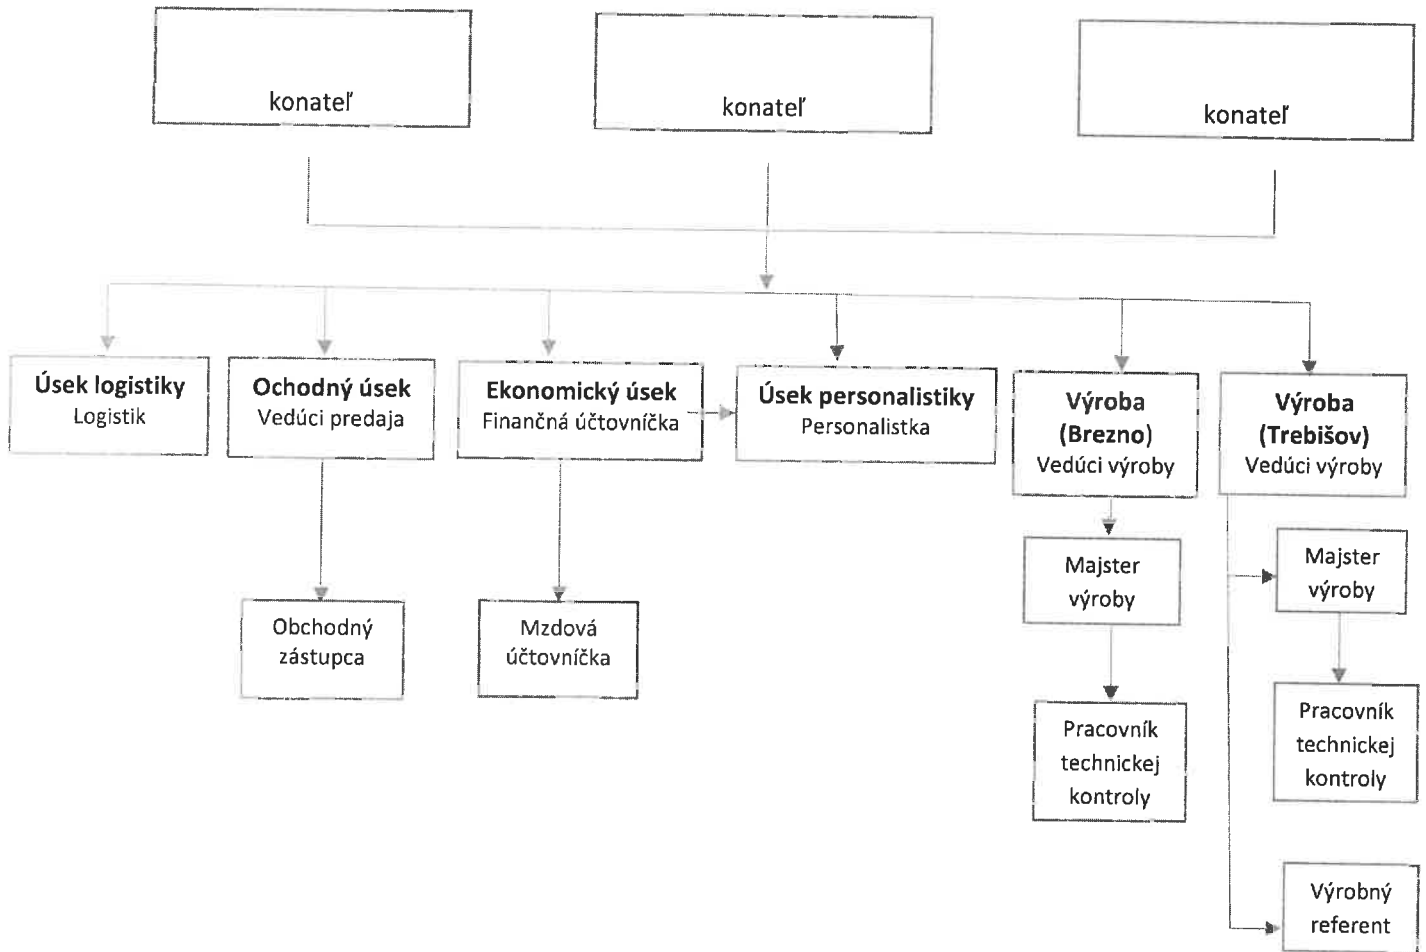 konateľ
konateľ
konateľ
Úsek logistiky
Logistik
Ochodný úsek
Vedúci predaja
Ekonomický úsek
Finančná účtovníčka
Úsek personalistiky
Personalistka
Výroba
(Brezno)
Vedúci výroby
Výroba
(Trebišov)
Vedúci výroby
Obchodný
zástupca
Mzdová
účtovníčka
Majster
výroby
Pracovník
technickej
kontroly
Majster
výroby
Pracovník
technickej
kontroly
Výrobný
referent